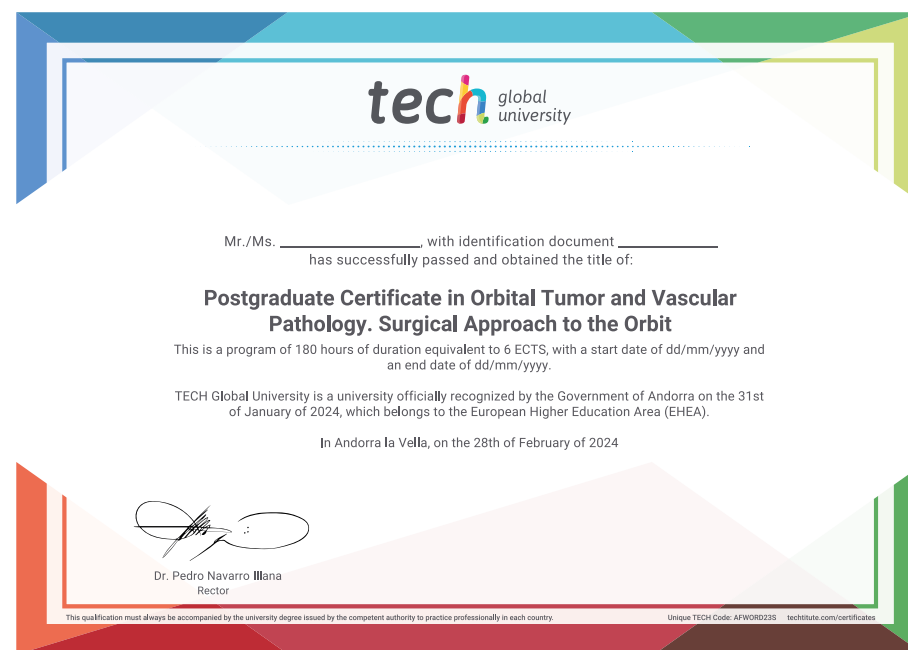 tech global university
Mr./Ms. ____________________, with identification document ______________
has successfully passed and obtained the title of:
Postgraduate Certificate in Orbital Tumor and Vascular
Pathology. Surgical Approach to the Orbit
This is a program of 180 hours of duration equivalent to 6 ECTS, with a start date of dd/mm/yyyy and
an end date of dd/mm/yyyy.
TECH Global University is a university officially recognized by the Government of Andorra on the 31st
of January of 2024, which belongs to the European Higher Education Area (EHEA).
In Andorra la Vella, on the 28th of February of 2024
Dr. Pedro Navarro Illana
Rector
This qualification must always be accompanied by the university degree issued by the competent authority to practice professionally in each country.
Unique TECH Code: AFWORD23S techtitute.com/certificates